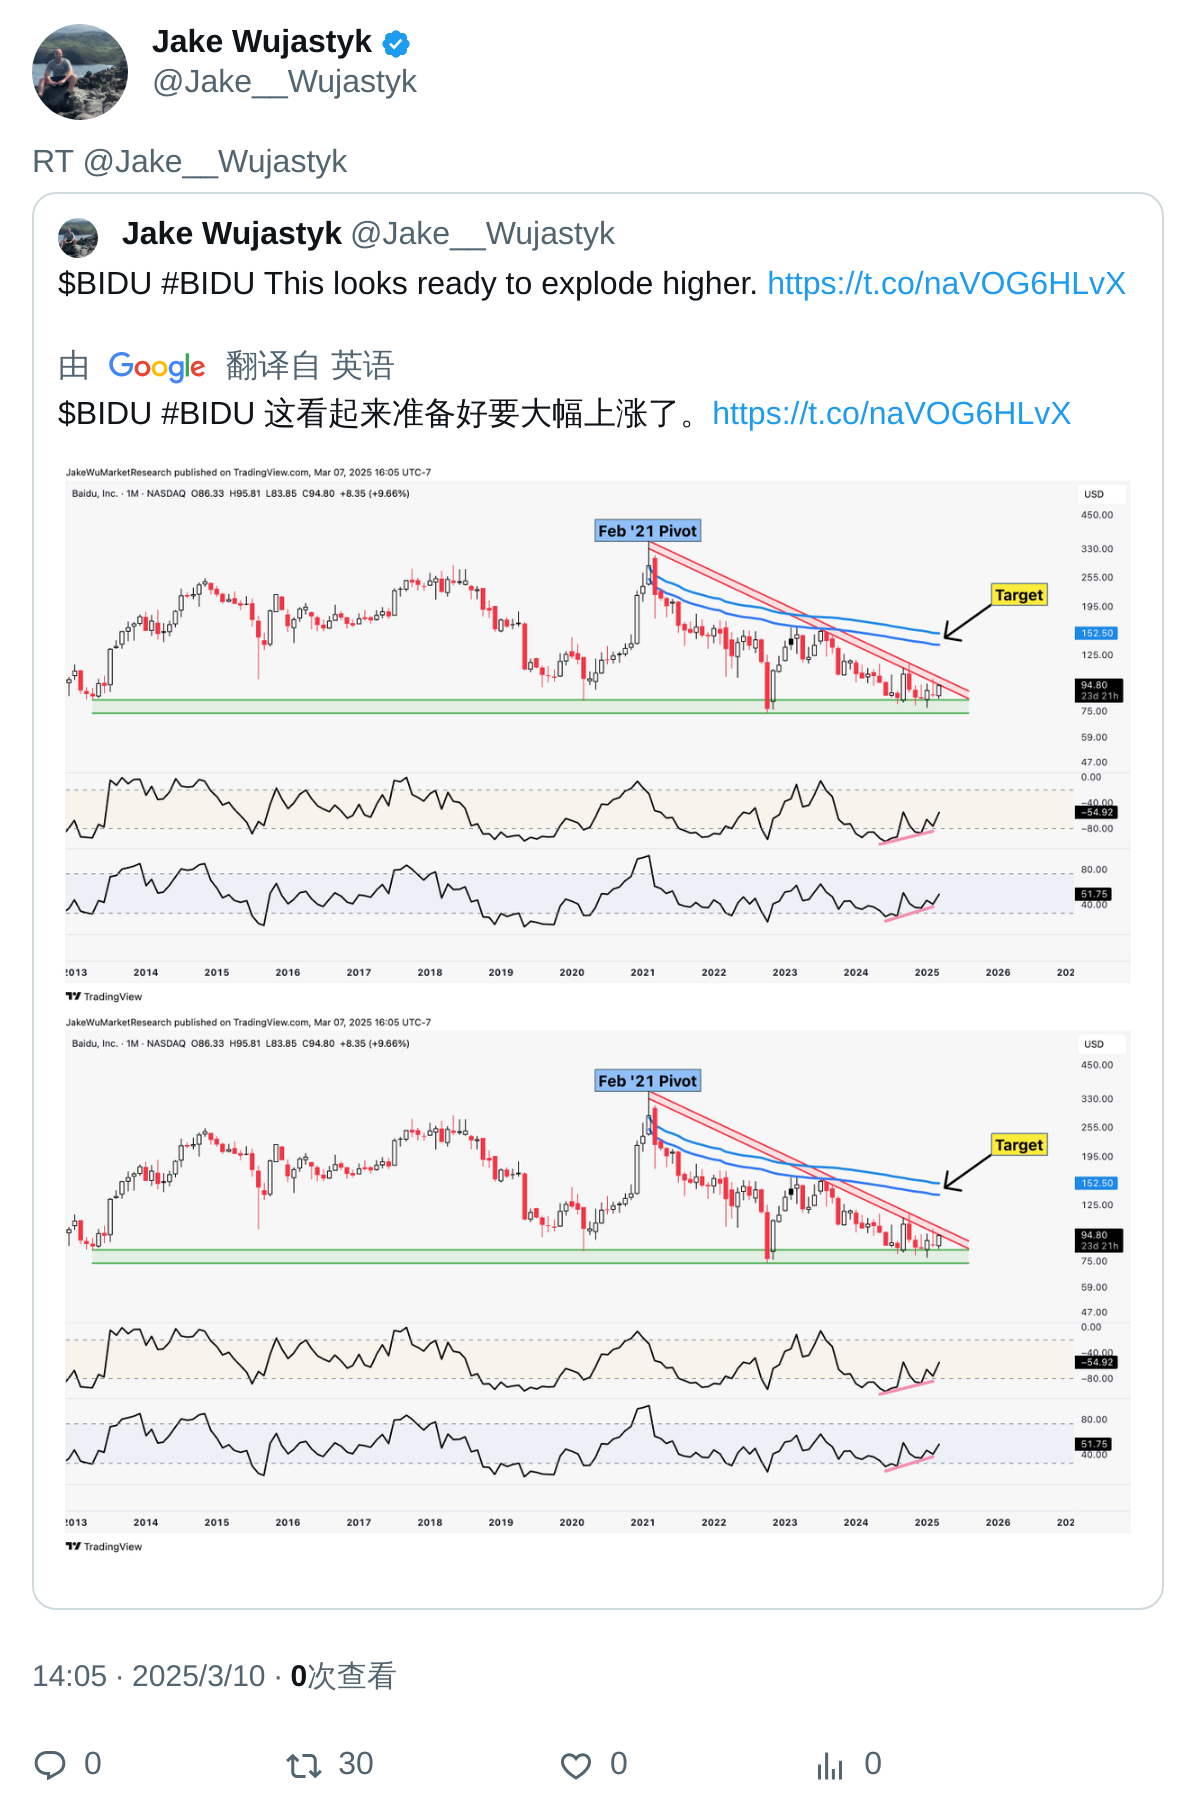 Jake Wujastyk
@Jake__Wujastyk
RT @Jake__Wujastyk
Jake Wujastyk @Jake__Wujastyk
$BIDU #BIDU This looks ready to explode higher. https://t.co/naVOG6HLvX
由 Google 翻译自 英语
$BIDU #BIDU 这看起来准备好要大幅上涨了。https://t.co/naVOG6HLvX
JakeWuMarketResearch published on TradingView.com, Mar 07, 2025 16:05 UTC-7
Baidu, Inc. · 1M · NASDAQ O86.33 H95.81 L83.85 C94.80 +8.35 (+9.66%)
USD
450.00
Feb '21 Pivot
330.00
255.00
Target
195.00
152.50
125.00
94.80
23d 21h
75.00
59.00
47.00
0.00
−40.00
−54.92
−80.00
80.00
51.75
40.00
2013 2014 2015 2016 2017 2018 2019 2020 2021 2022 2023 2024 2025 2026 202
TradingView
JakeWuMarketResearch published on TradingView.com, Mar 07, 2025 16:05 UTC-7
Baidu, Inc. · 1M · NASDAQ O86.33 H95.81 L83.85 C94.80 +8.35 (+9.66%)
USD
450.00
Feb '21 Pivot
330.00
255.00
Target
195.00
152.50
125.00
94.80
23d 21h
75.00
59.00
47.00
0.00
−40.00
−54.92
−80.00
80.00
51.75
40.00
2013 2014 2015 2016 2017 2018 2019 2020 2021 2022 2023 2024 2025 2026 202
TradingView
14:05 · 2025/3/10 · 0次查看
0 30 0 0